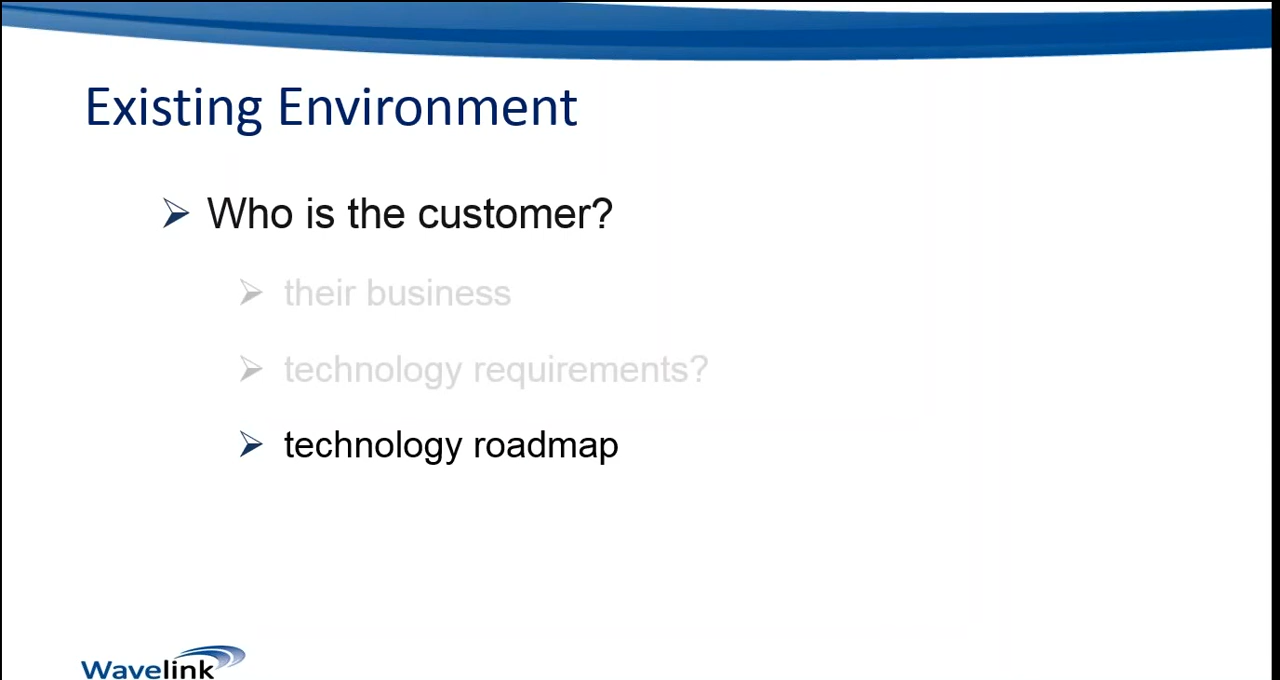 Existing Environment
Who is the customer?
their business
technology requirements?
technology roadmap
Wavelink